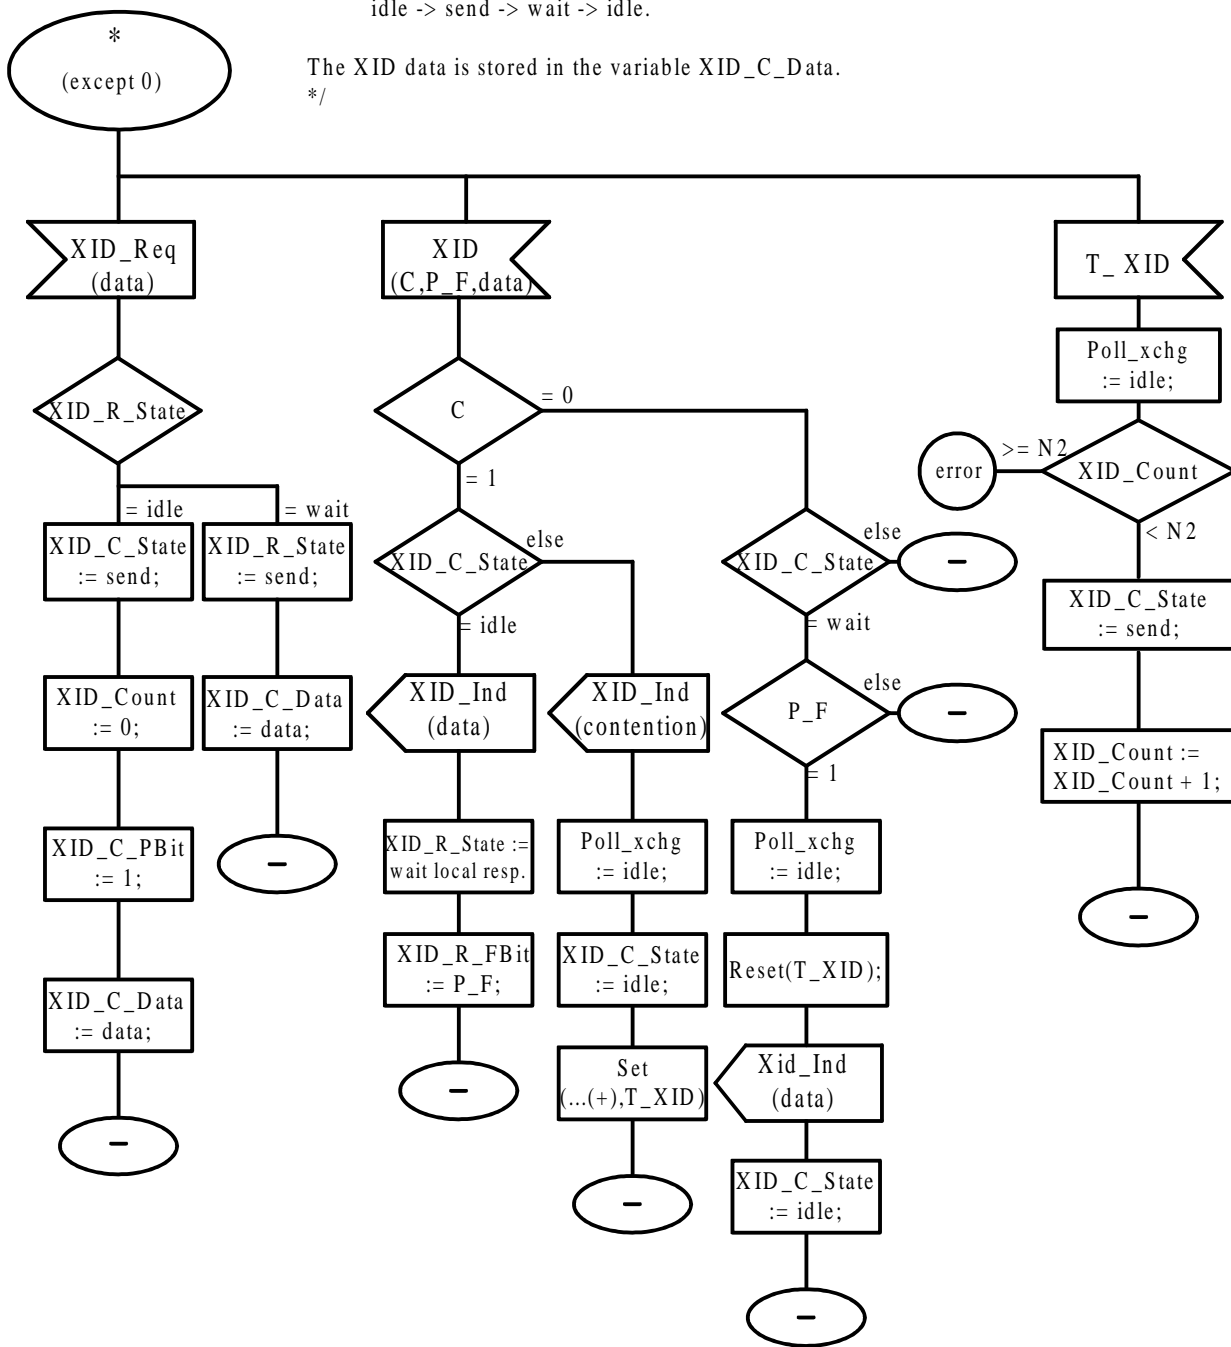 idle -> send -> wait -> idle.
The XID data is stored in the variable XID_C_Data.
*/
*
(except 0)
XID_Req
(data)
XID_R_State
= idle
= wait
XID_C_State
:= send;
XID_R_State
:= send;
XID_Count
:= 0;
XID_C_Data
:= data;
XID_C_PBit
:= 1;
–
XID_C_Data
:= data;
–
XID
(C,P_F,data)
C
= 0
= 1
XID_C_State
else
= idle
XID_Ind
(data)
XID_R_State :=
wait local resp.
XID_R_FBit
:= P_F;
–
XID_Ind
(contention)
Poll_xchg
:= idle;
XID_C_State
:= idle;
Set
(...(+),T_XID)
–
XID_C_State
else
–
= wait
P_F
else
–
= 1
Poll_xchg
:= idle;
Reset(T_XID);
Xid_Ind
(data)
XID_C_State
:= idle;
–
T_ XID
Poll_xchg
:= idle;
XID_Count
>= N2
error
< N2
XID_C_State
:= send;
XID_Count :=
XID_Count + 1;
–